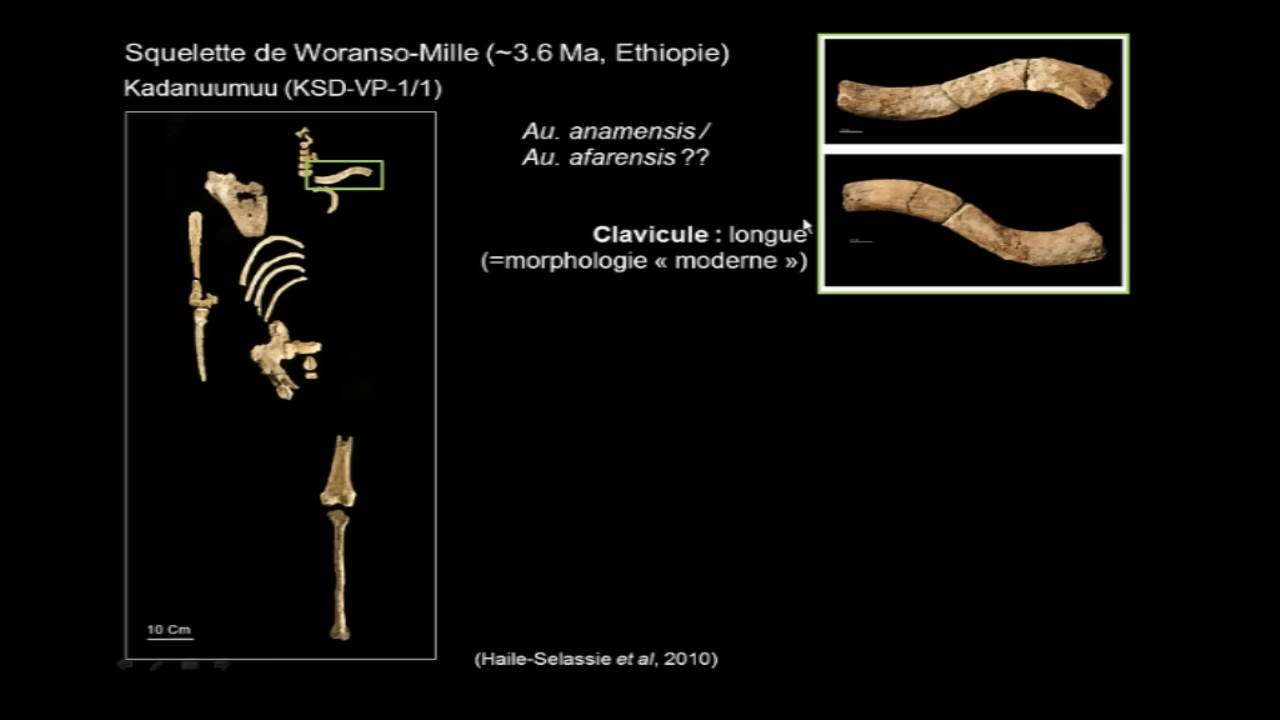 Squelette de Woranso-Mille (~3.6 Ma, Ethiopie)
Kadanuumuu (KSD-VP-1/1)
Au. anamensis /
Au. afarensis ??
Clavicule : longue
(=morphologie « moderne »)
10 Cm
(Haile-Selassie et al, 2010)